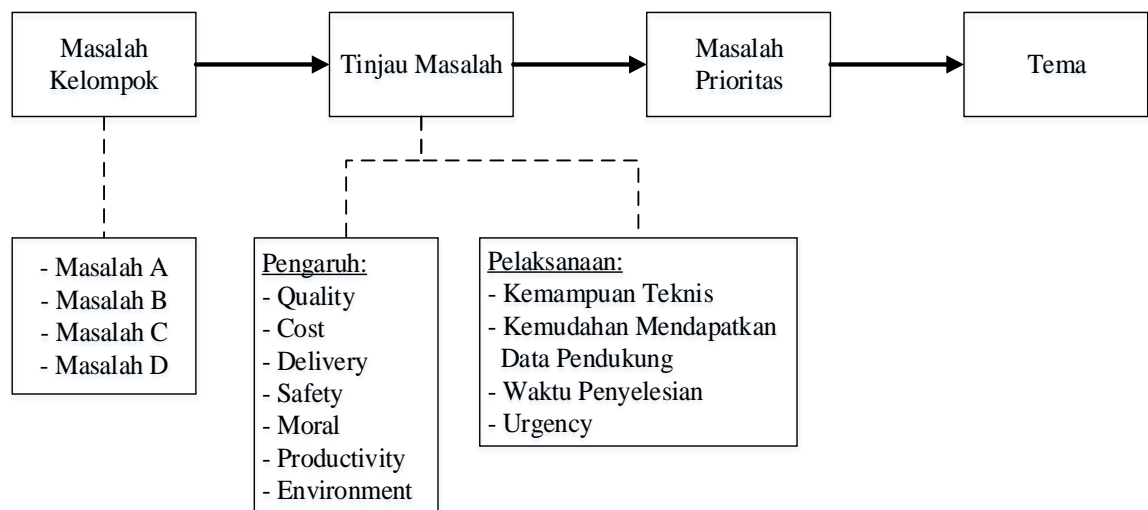 Masalah
Kelompok
Tinjau Masalah
Masalah
Prioritas
Tema
- Masalah A
- Masalah B
- Masalah C
- Masalah D
Pengaruh:
- Quality
- Cost
- Delivery
- Safety
- Moral
- Productivity
- Environment
Pelaksanaan:
- Kemampuan Teknis
- Kemudahan Mendapatkan
Data Pendukung
- Waktu Penyelesian
- Urgency